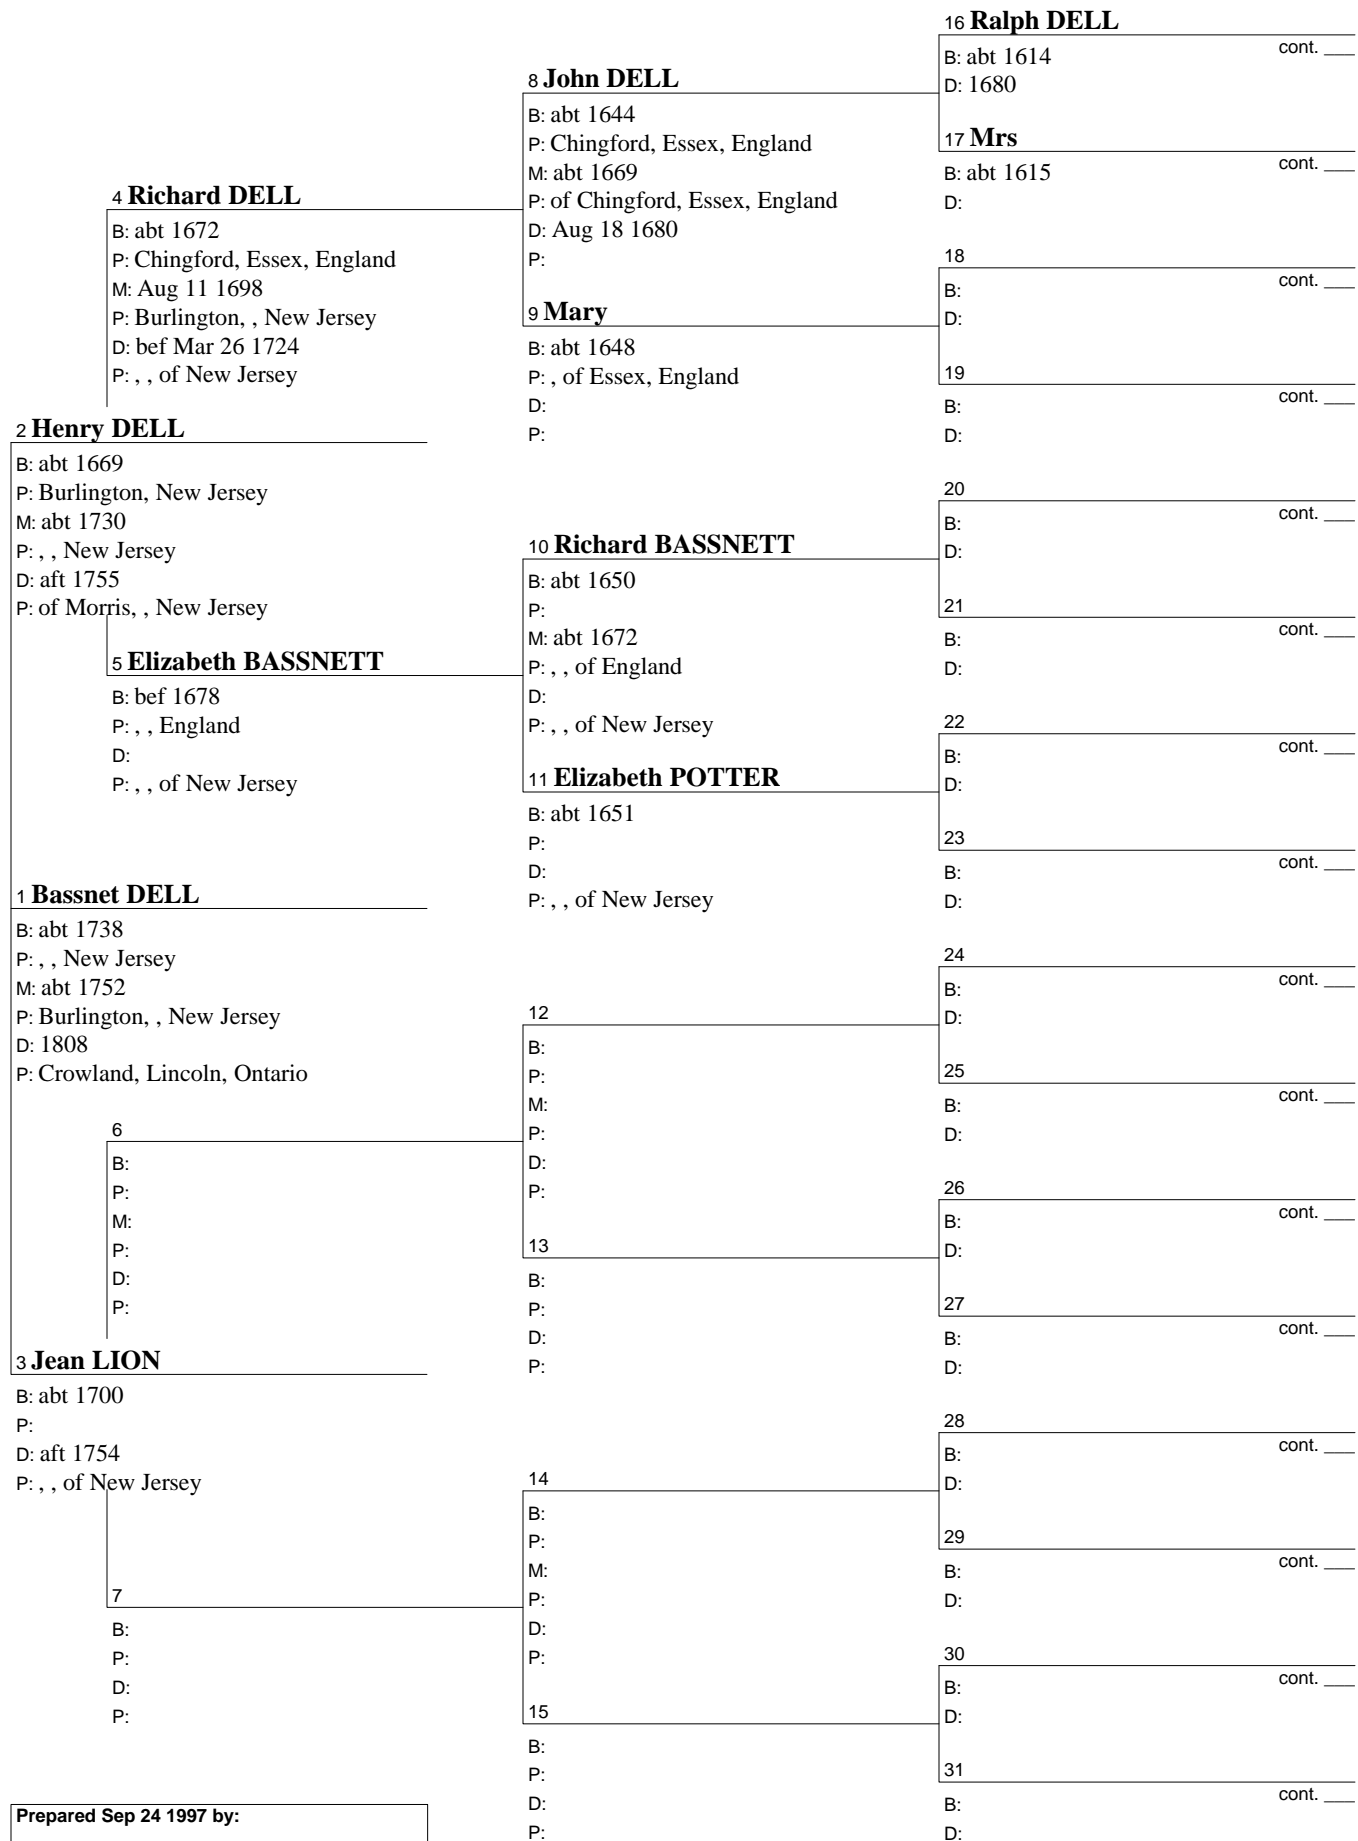 16 Ralph DELL
cont. ___
B: abt 1614
D: 1680
8 John DELL
B: abt 1644
P: Chingford, Essex, England
M: abt 1669
P: of Chingford, Essex, England
D: Aug 18 1680
P:
17 Mrs
cont. ___
B: abt 1615
D:
4 Richard DELL
B: abt 1672
P: Chingford, Essex, England
M: Aug 11 1698
P: Burlington, , New Jersey
D: bef Mar 26 1724
P: , , of New Jersey
18
cont. ___
B:
D:
9 Mary
B: abt 1648
P: , of Essex, England
D:
P:
19
cont. ___
B:
D:
2 Henry DELL
B: abt 1669
P: Burlington, New Jersey
M: abt 1730
P: , , New Jersey
D: aft 1755
P: of Morris, , New Jersey
20
cont. ___
B:
D:
10 Richard BASSNETT
B: abt 1650
P:
M: abt 1672
P: , , of England
D:
P: , , of New Jersey
21
cont. ___
B:
D:
5 Elizabeth BASSNETT
B: bef 1678
P: , , England
D:
P: , , of New Jersey
22
cont. ___
B:
D:
11 Elizabeth POTTER
B: abt 1651
P:
D:
P: , , of New Jersey
23
cont. ___
B:
D:
1 Bassnet DELL
B: abt 1738
P: , , New Jersey
M: abt 1752
P: Burlington, , New Jersey
D: 1808
P: Crowland, Lincoln, Ontario
24
cont. ___
B:
D:
12
B:
P:
M:
P:
D:
P:
25
cont. ___
B:
D:
6
B:
P:
M:
P:
D:
P:
26
cont. ___
B:
D:
13
B:
P:
D:
P:
27
cont. ___
B:
D:
3 Jean LION
B: abt 1700
P:
D: aft 1754
P: , , of New Jersey
28
cont. ___
B:
D:
14
B:
P:
M:
P:
D:
P:
29
cont. ___
B:
D:
7
B:
P:
D:
P:
30
cont. ___
B:
D:
15
B:
P:
D:
P:
31
cont. ___
B:
D:
Prepared Sep 24 1997 by: